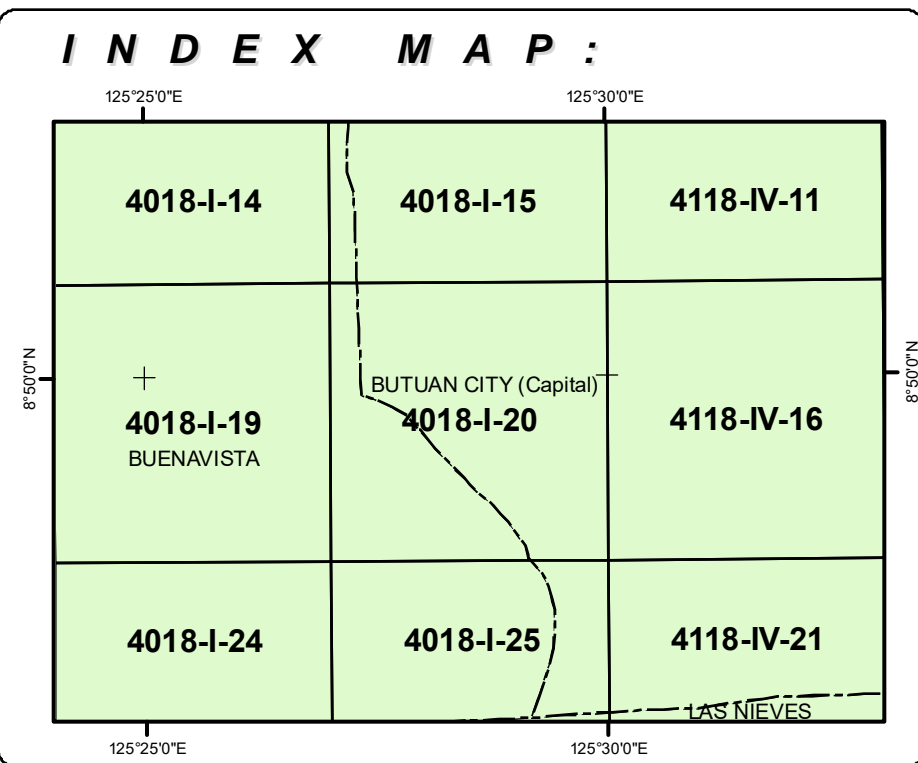 INDEX MAP:
125°25'0"E 125°30'0"E
4018-I-14 4018-I-15 4118-IV-11
8°50'0"N 8°50'0"N
BUTUAN CITY (Capital)
4018-I-19 4018-I-20 4118-IV-16
BUENAVISTA
4018-I-24 4018-I-25 4118-IV-21
LAS NIEVES
125°25'0"E 125°30'0"E